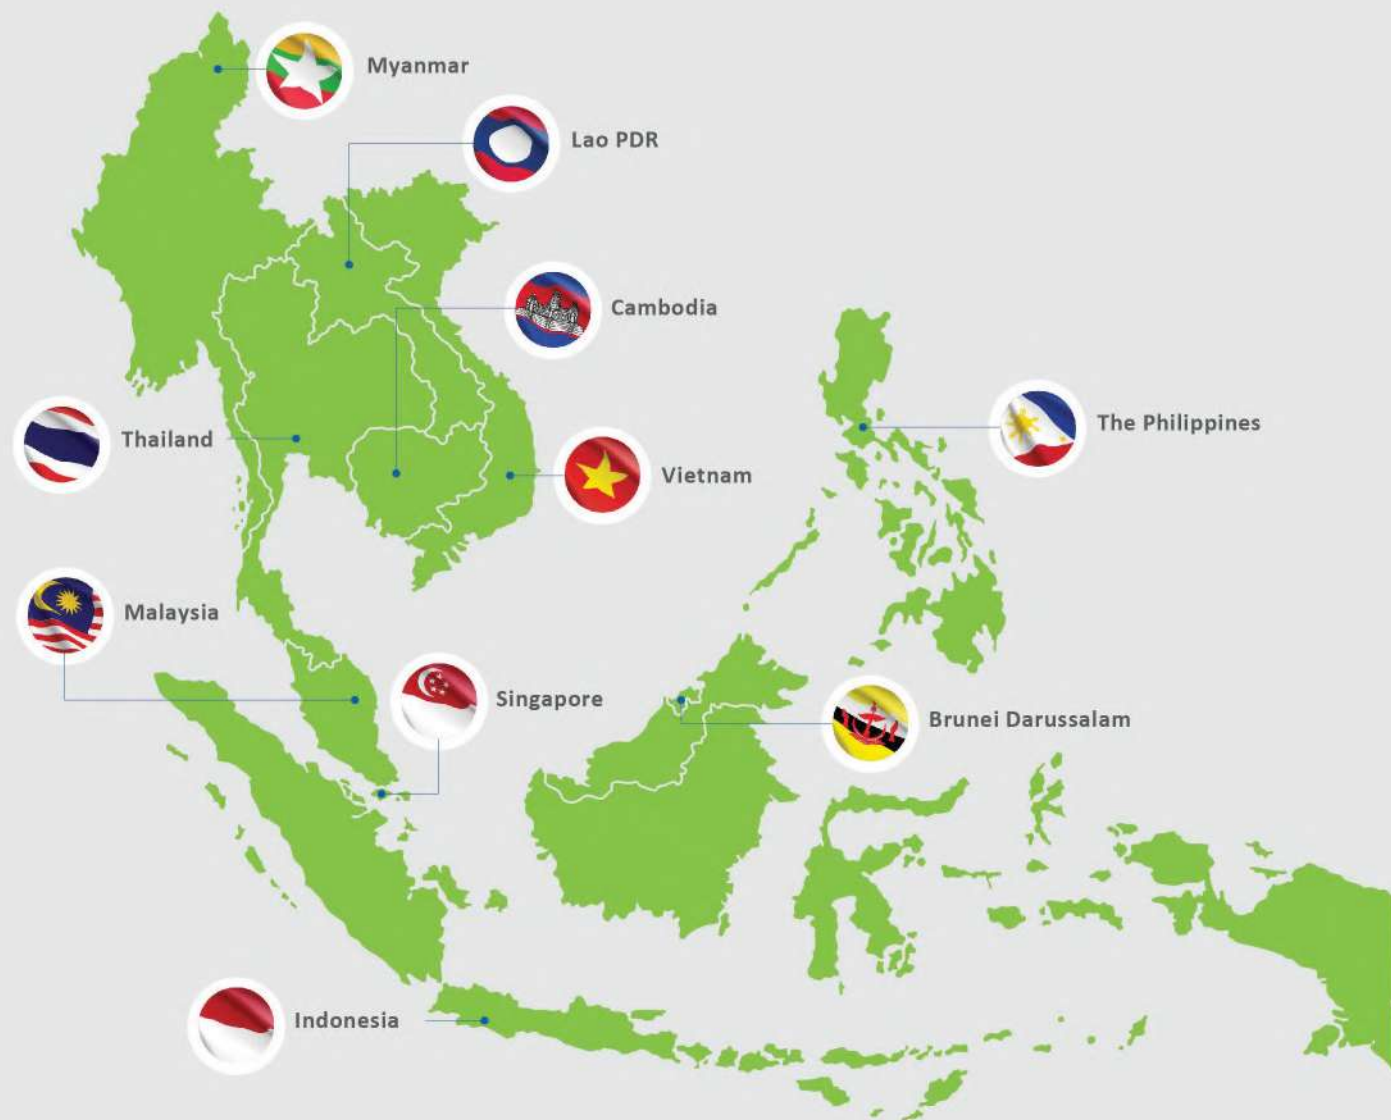 Myanmar
Lao PDR
Cambodia
The Philippines
Thailand
Vietnam
Malaysia
Singapore
Brunei Darussalam
Indonesia